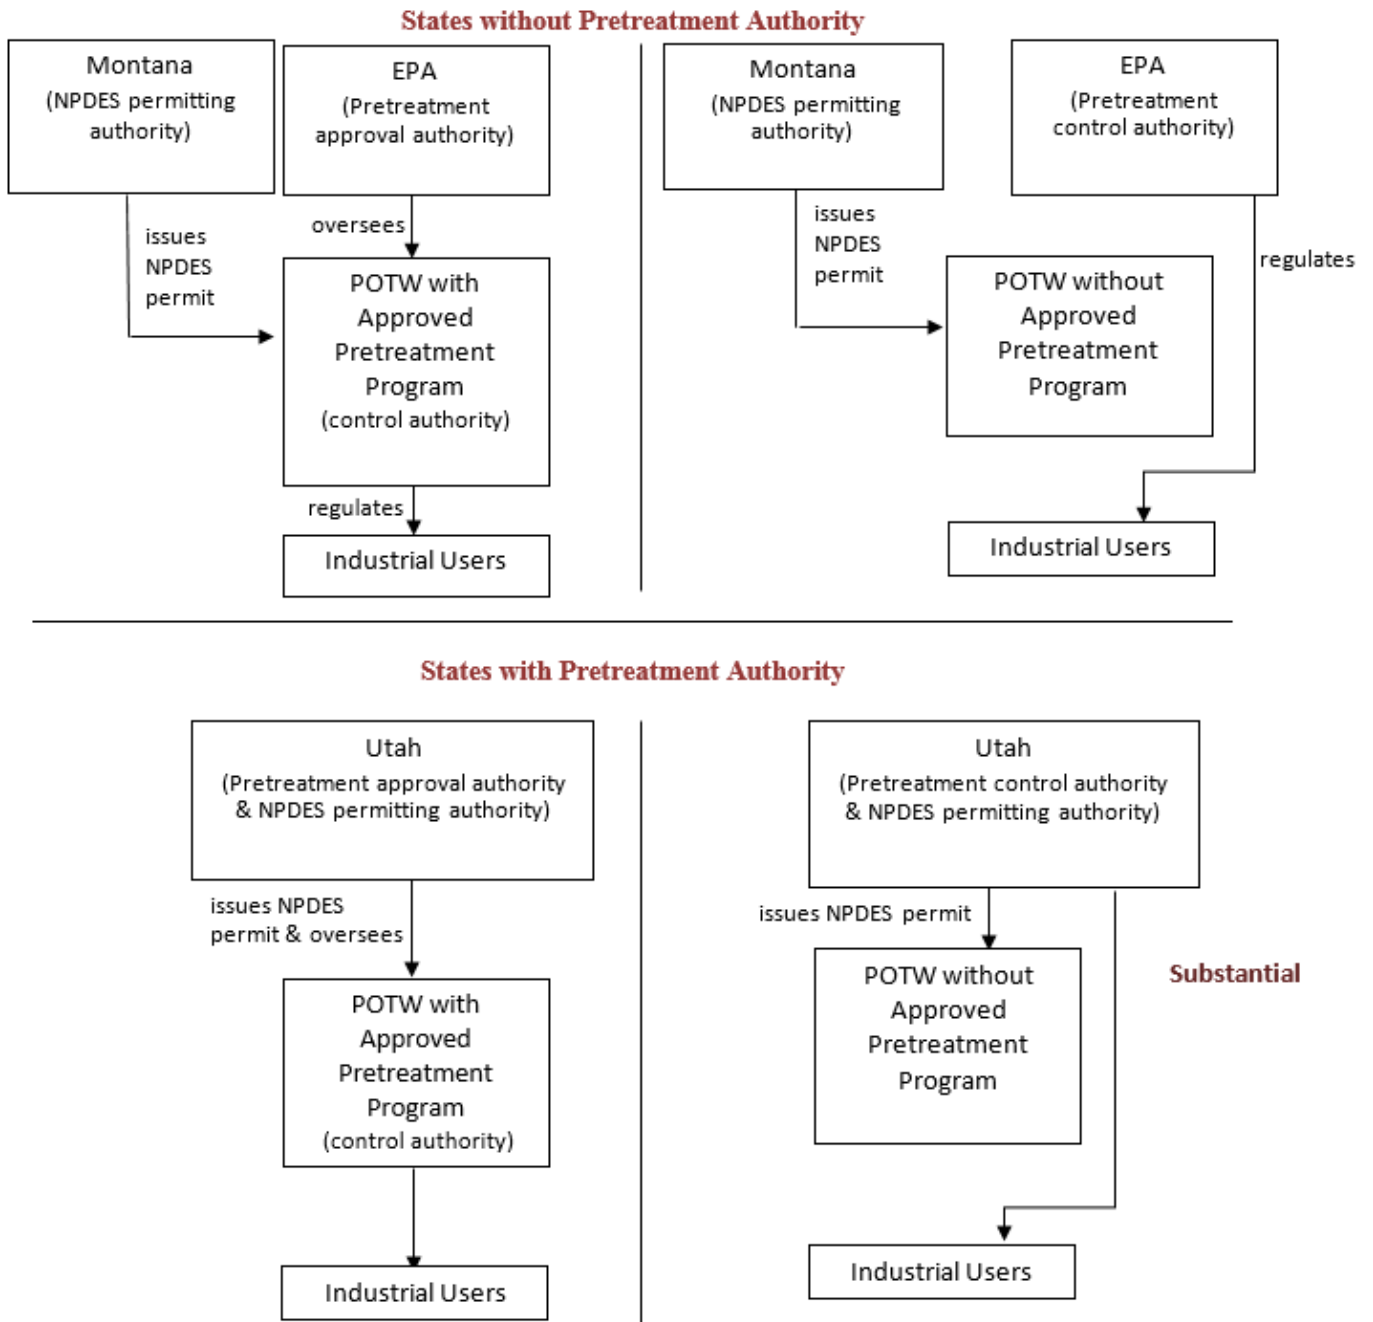 States without Pretreatment Authority
Montana
(NPDES permitting
authority)
EPA
(Pretreatment
approval authority)
issues
NPDES
permit
oversees
POTW with
Approved
Pretreatment
Program
(control authority)
regulates
Industrial Users
Montana
(NPDES permitting
authority)
EPA
(Pretreatment
control authority)
issues
NPDES
permit
regulates
POTW without
Approved
Pretreatment
Program
Industrial Users
States with Pretreatment Authority
Utah
(Pretreatment approval authority
& NPDES permitting authority)
issues NPDES
permit & oversees
POTW with
Approved
Pretreatment
Program
(control authority)
Industrial Users
Utah
(Pretreatment control authority
& NPDES permitting authority)
issues NPDES permit
POTW without
Approved
Pretreatment
Program
Substantial
Industrial Users